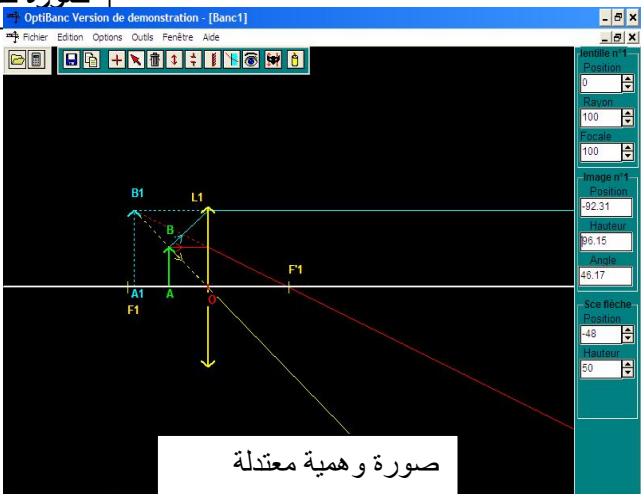 OptiBanc Version de demonstration - [Banc1]
Fichier Edition Options Outils Fenêtre Aide
lentille n°1
Position
0
Rayon
100
Focale
100
Image n°1
Position
-92.31
Hauteur
96.15
Angle
46.17
Sce flèche
Position
-48
Hauteur
50
B1
L1
B
F'1
A1
A
O
F1
صورة وهمية معتدلة